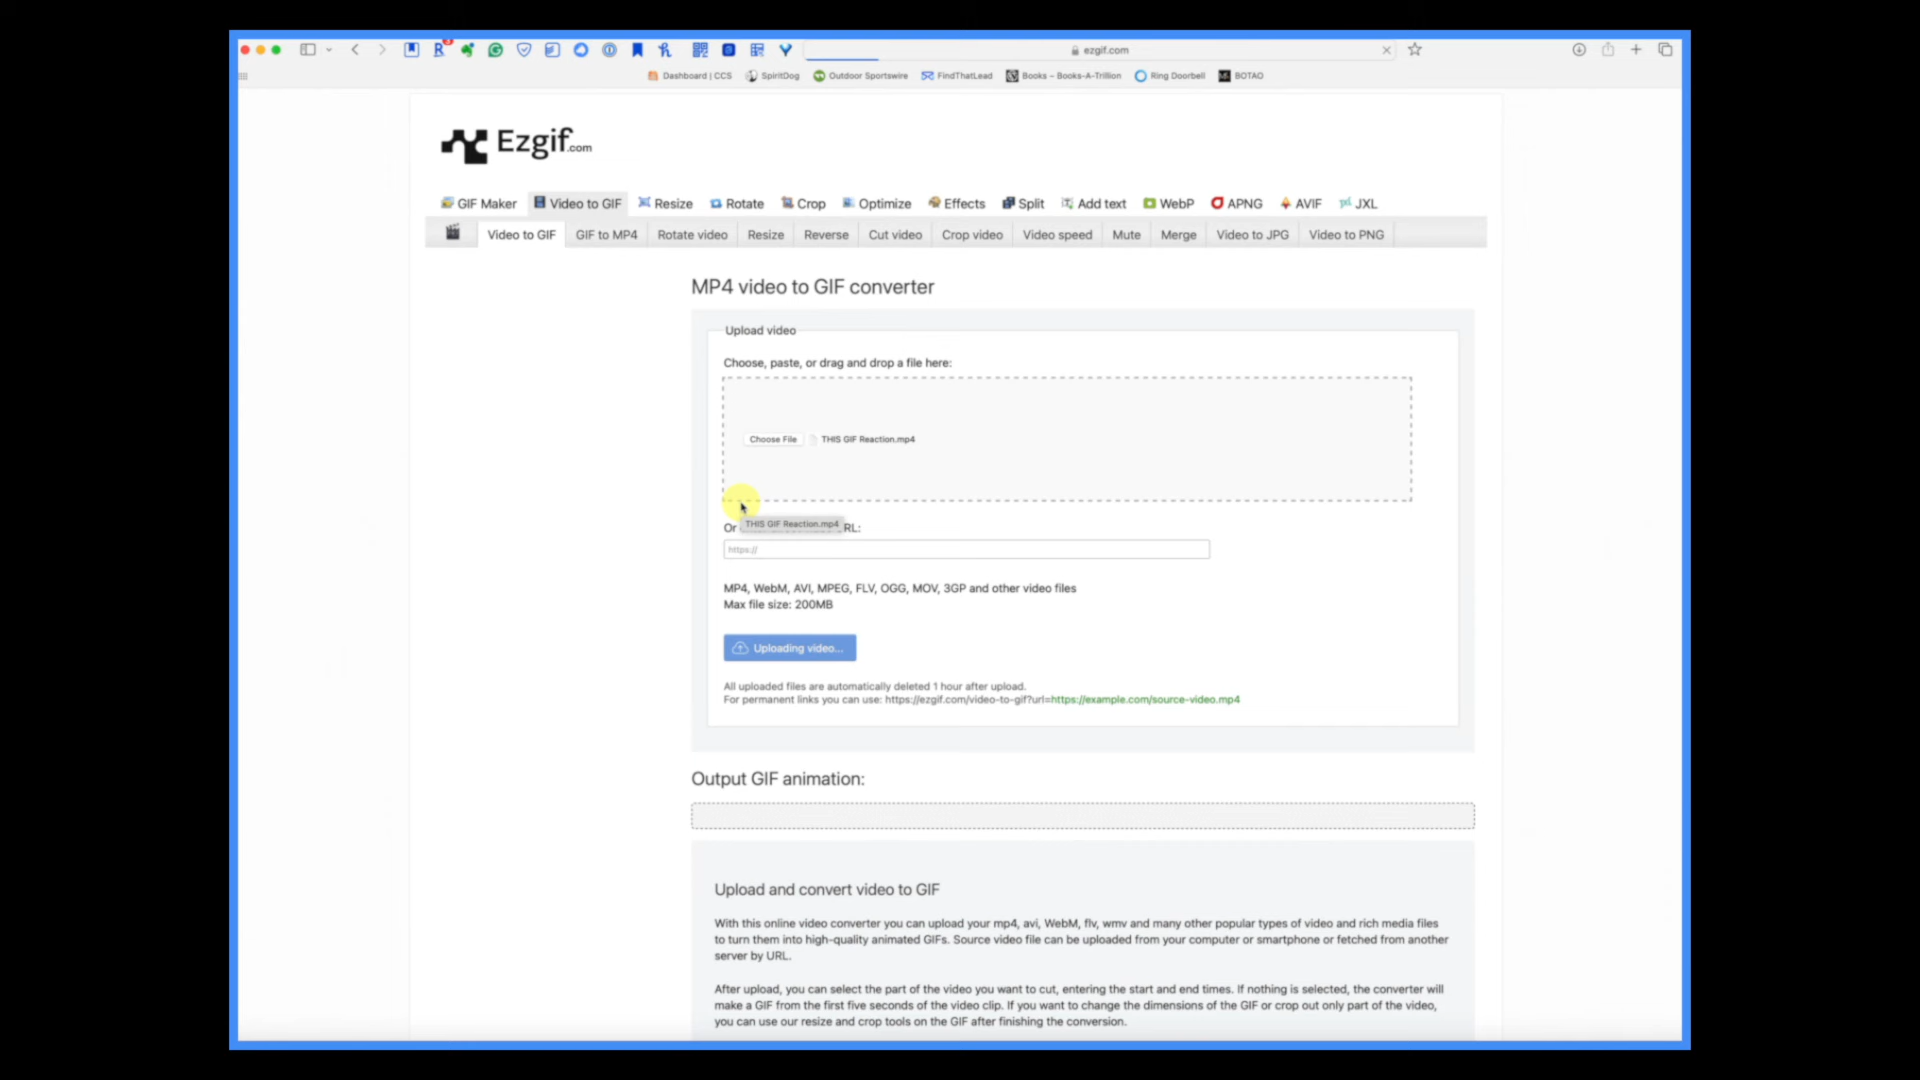 ezgif.com
Dashboard | CCS SpiritDog Outdoor Sportswire FindThatLead Books – Books-A-Trillion Ring Doorbell BOTAO
Ezgif.com
GIF Maker Video to GIF Resize Rotate Crop Optimize Effects Split Add text WebP APNG AVIF JXL
Video to GIF GIF to MP4 Rotate video Resize Reverse Cut video Crop video Video speed Mute Merge Video to JPG Video to PNG
MP4 video to GIF converter
Upload video
Choose, paste, or drag and drop a file here:
Choose File THIS GIF Reaction.mp4
THIS GIF Reaction.mp4
Or RL:
https://
MP4, WebM, AVI, MPEG, FLV, OGG, MOV, 3GP and other video files
Max file size: 200MB
Uploading video...
All uploaded files are automatically deleted 1 hour after upload.
For permanent links you can use: https://ezgif.com/video-to-gif?url=https://example.com/source-video.mp4
Output GIF animation:
Upload and convert video to GIF
With this online video converter you can upload your mp4, avi, WebM, flv, wmv and many other popular types of video and rich media files
to turn them into high-quality animated GIFs. Source video file can be uploaded from your computer or smartphone or fetched from another
server by URL.
After upload, you can select the part of the video you want to cut, entering the start and end times. If nothing is selected, the converter will
make a GIF from the first five seconds of the video clip. If you want to change the dimensions of the GIF or crop out only part of the video,
you can use our resize and crop tools on the GIF after finishing the conversion.